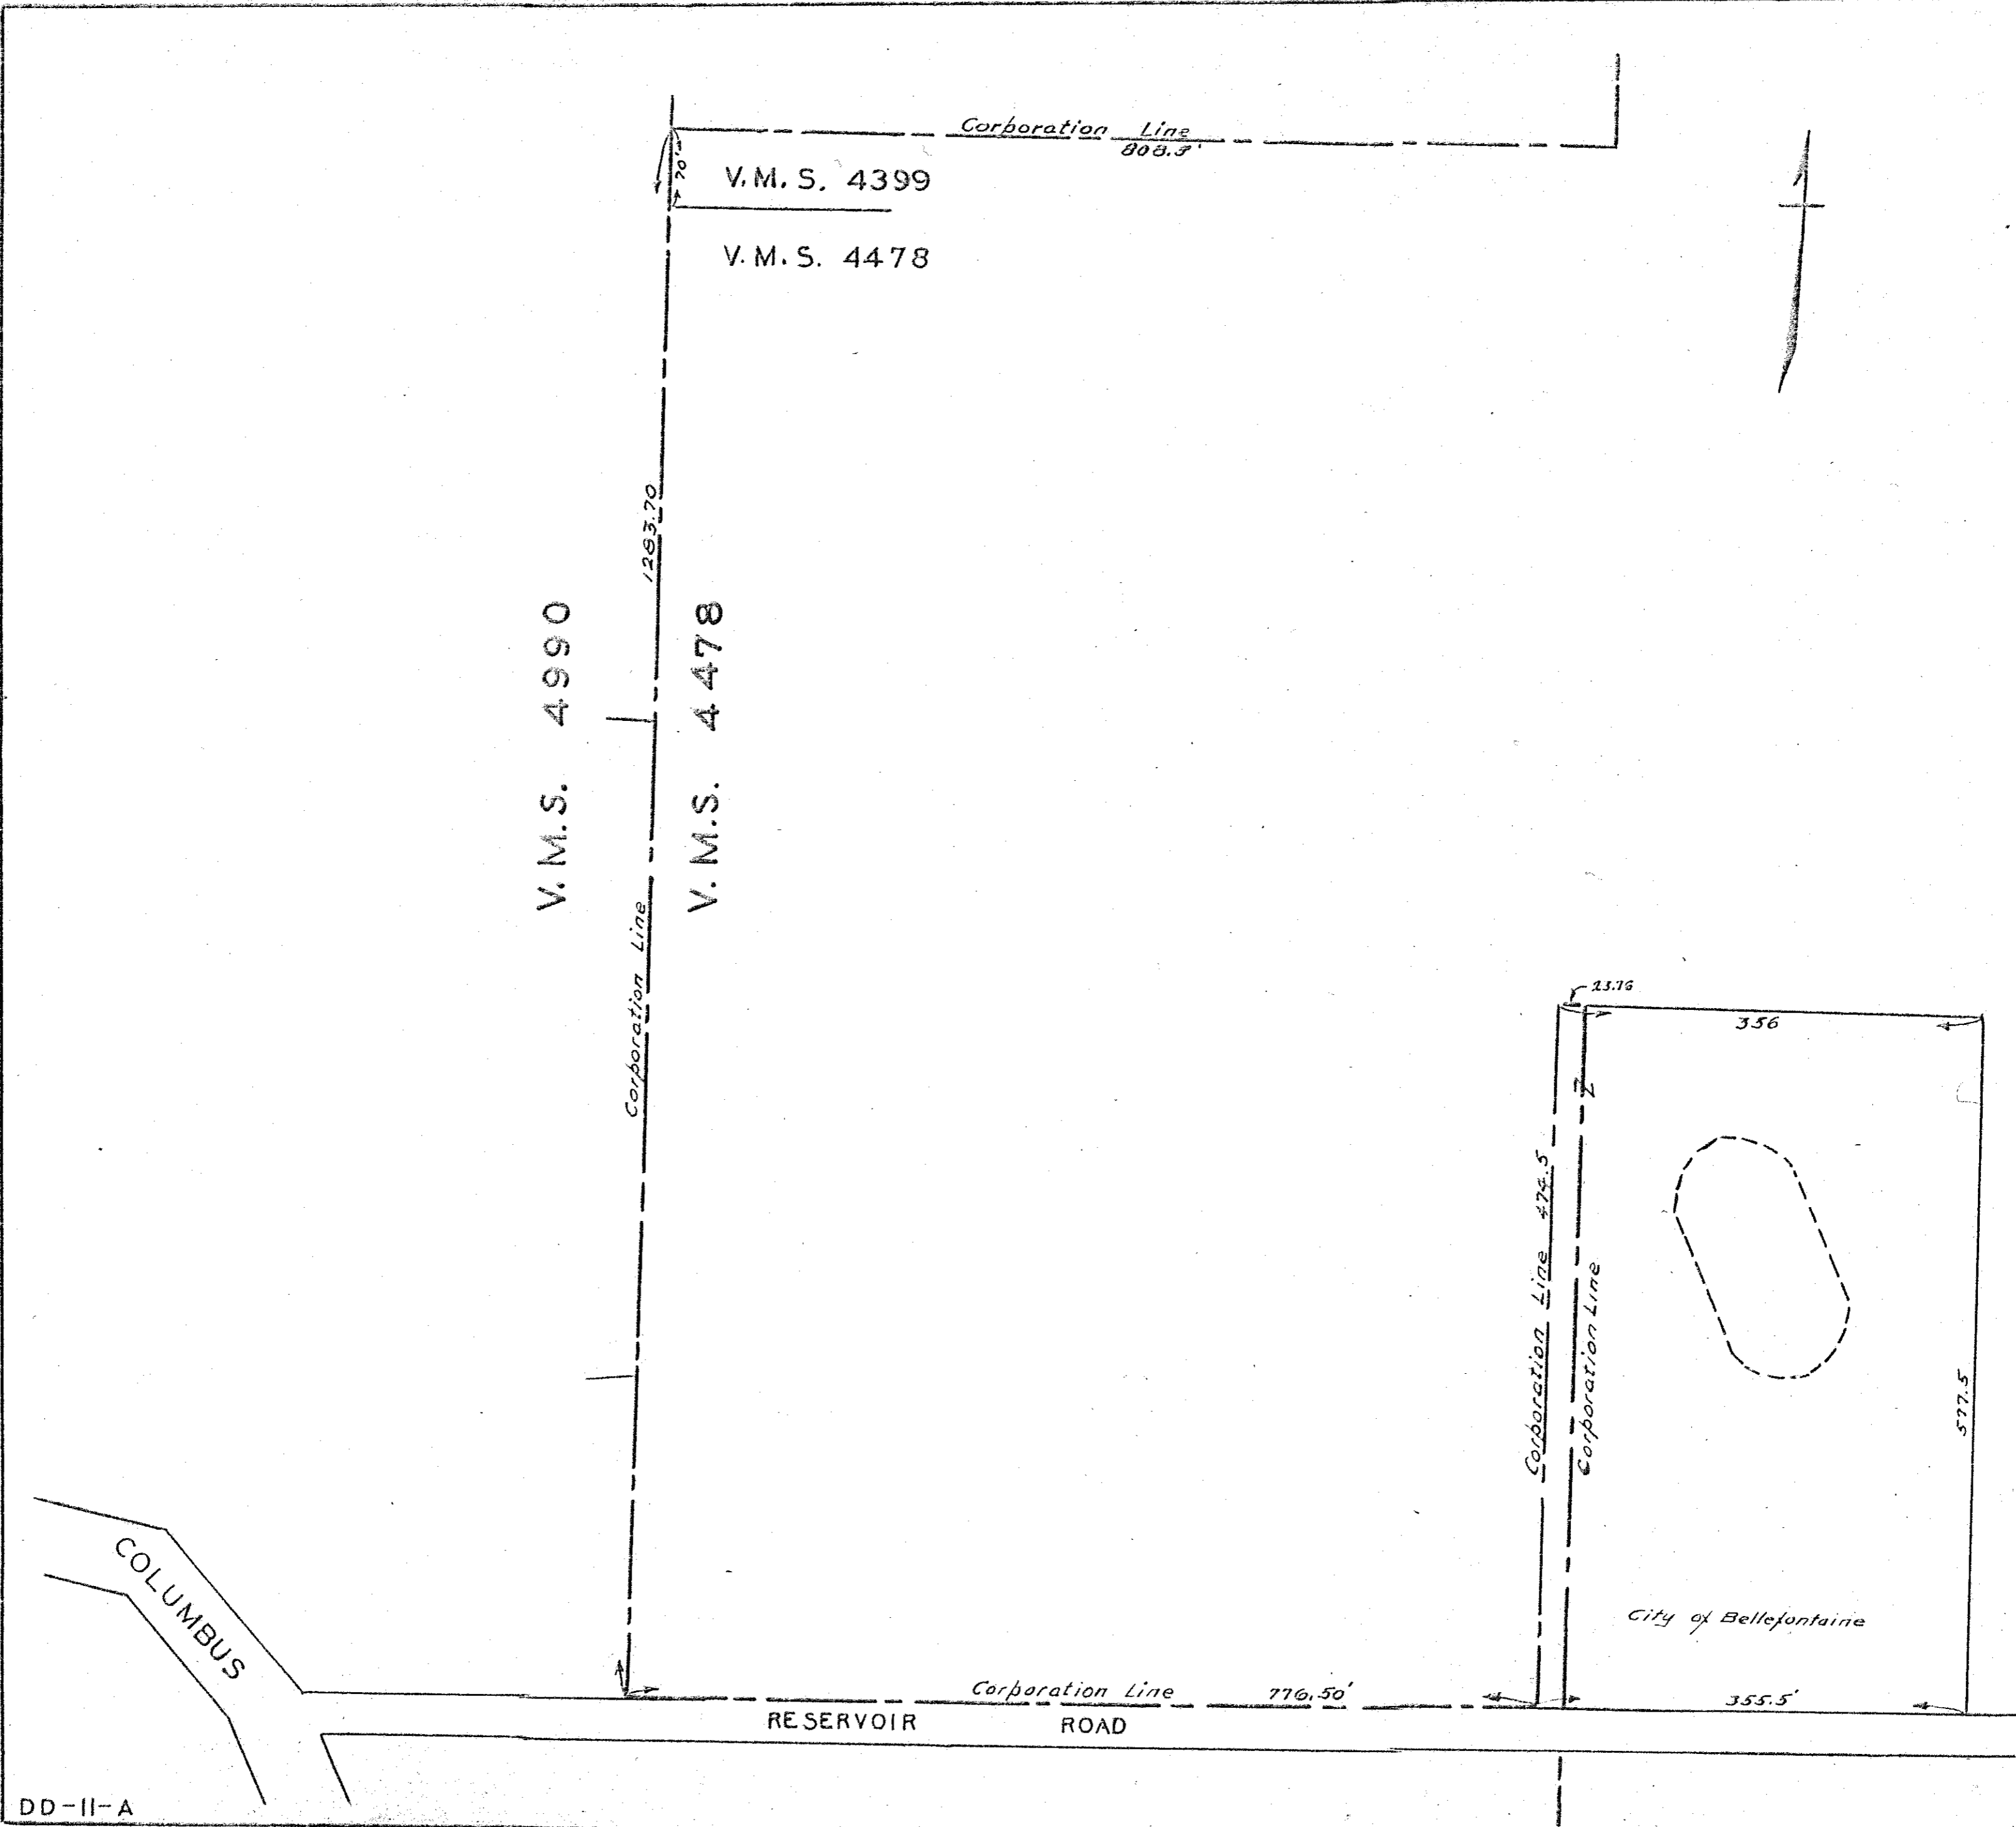 Corporation Line
808.3'
70'
V.M.S. 4399
V.M.S. 4478
1283.70
V.M.S. 4990
V.M.S. 4478
Corporation Line
23.76
356
Corporation Line 474.5
Corporation Line
577.5
COLUMBUS
City of Bellefontaine
Corporation Line 776.50'
355.5'
RESERVOIR ROAD
DD-11-A